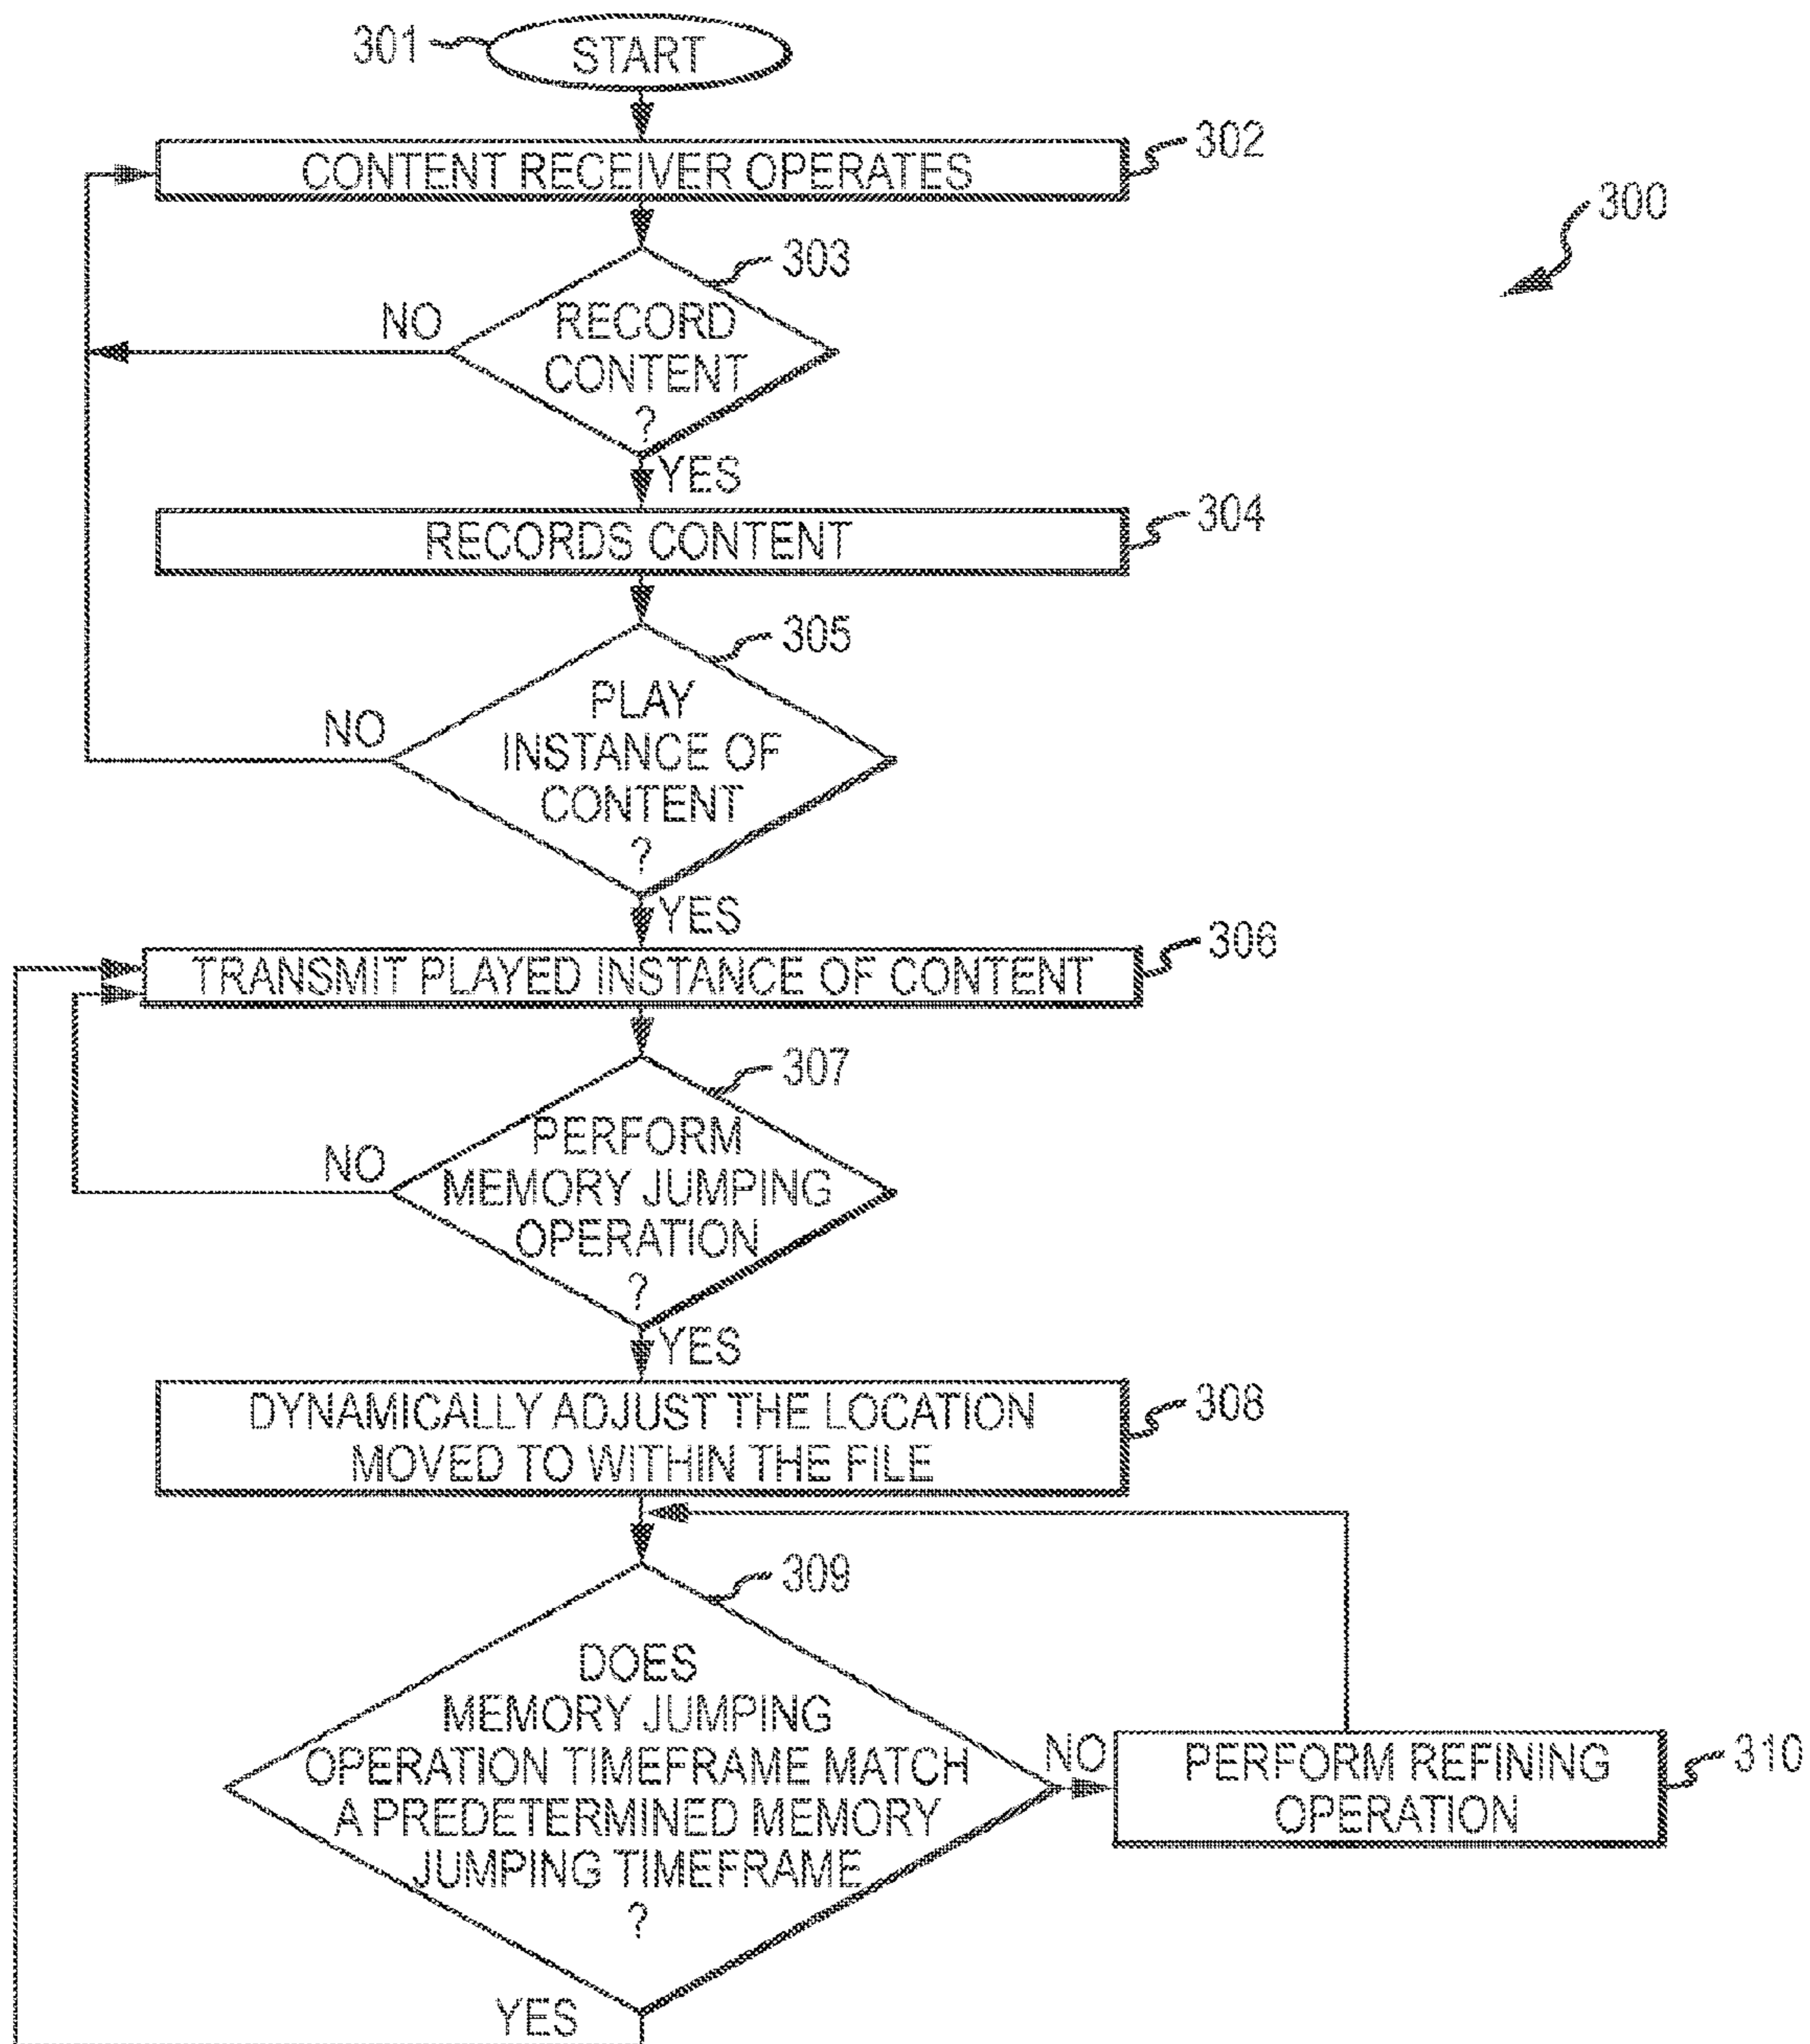 301
START
CONTENT RECEIVER OPERATES
302
300
303
NO
RECORD
CONTENT
?
YES
RECORDS CONTENT
304
305
NO
PLAY
INSTANCE OF
CONTENT
?
YES
TRANSMIT PLAYED INSTANCE OF CONTENT
306
307
NO
PERFORM
MEMORY JUMPING
OPERATION
?
YES
DYNAMICALLY ADJUST THE LOCATION
MOVED TO WITHIN THE FILE
308
309
DOES
MEMORY JUMPING
OPERATION TIMEFRAME MATCH
A PREDETERMINED MEMORY
JUMPING TIMEFRAME
?
NO
PERFORM REFINING
OPERATION
310
YES